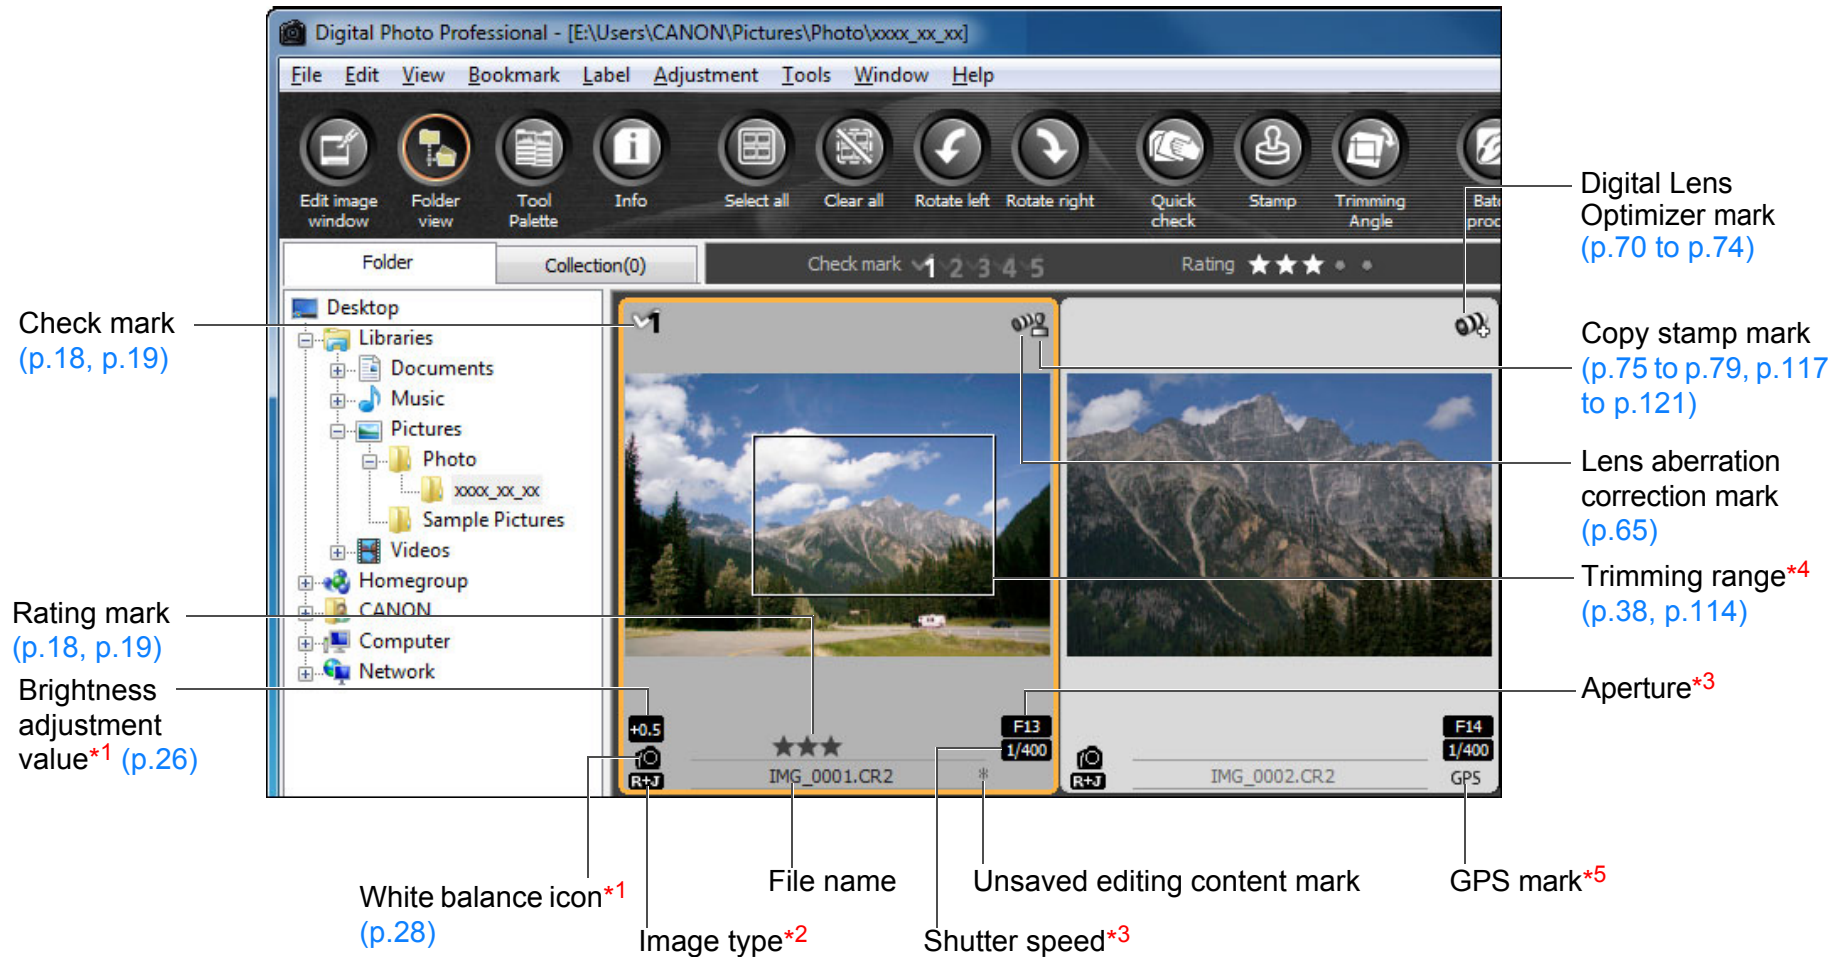 Digital Photo Professional - [E:\Users\CANON\Pictures\Photo\xxxx_xx_xx]
File Edit View Bookmark Label Adjustment Tools Window Help
Edit image window
Folder view
Tool Palette
Info
Select all
Clear all
Rotate left
Rotate right
Quick check
Stamp
Trimming Angle
Folder
Collection(0)
Check mark 1 2 3 4 5
Rating
Desktop
Libraries
Documents
Music
Pictures
Photo
xxxx_xx_xx
Sample Pictures
Videos
Homegroup
CANON
Computer
Network
1
+0.5
R+J
IMG_0001.CR2
*
F13
1/400
R+J
IMG_0002.CR2
F14
1/400
GPS
Check mark
(p.18, p.19)
Rating mark
(p.18, p.19)
Brightness
adjustment
value*1 (p.26)
White balance icon*1
(p.28)
Image type*2
File name
Shutter speed*3
Unsaved editing content mark
GPS mark*5
Digital Lens
Optimizer mark
(p.70 to p.74)
Copy stamp mark
(p.75 to p.79, p.117
to p.121)
Lens aberration
correction mark
(p.65)
Trimming range*4
(p.38, p.114)
Aperture*3